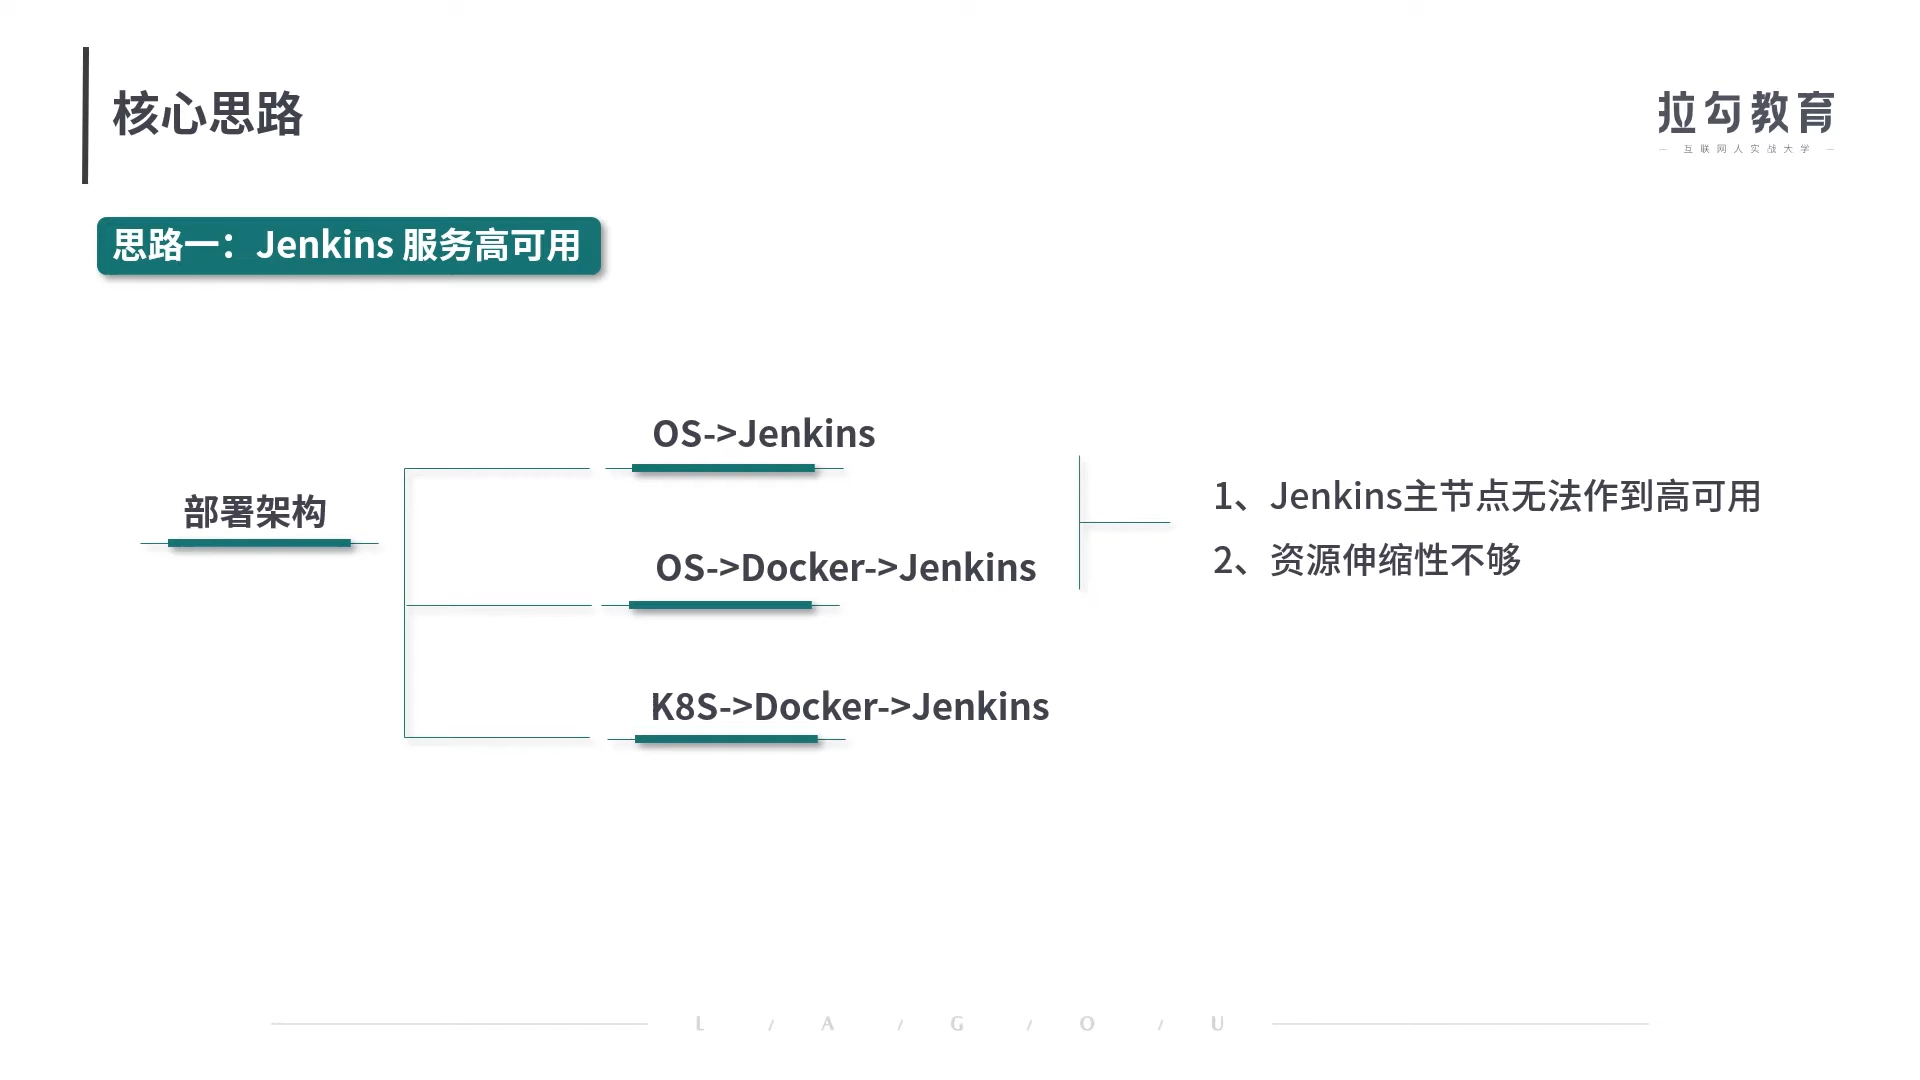 核心思路
拉勾教育
— 互联网人实战大学 —
思路一：Jenkins 服务高可用
部署架构
OS->Jenkins
OS->Docker->Jenkins
K8S->Docker->Jenkins
1、Jenkins主节点无法作到高可用
2、资源伸缩性不够
L / A / G / O / U